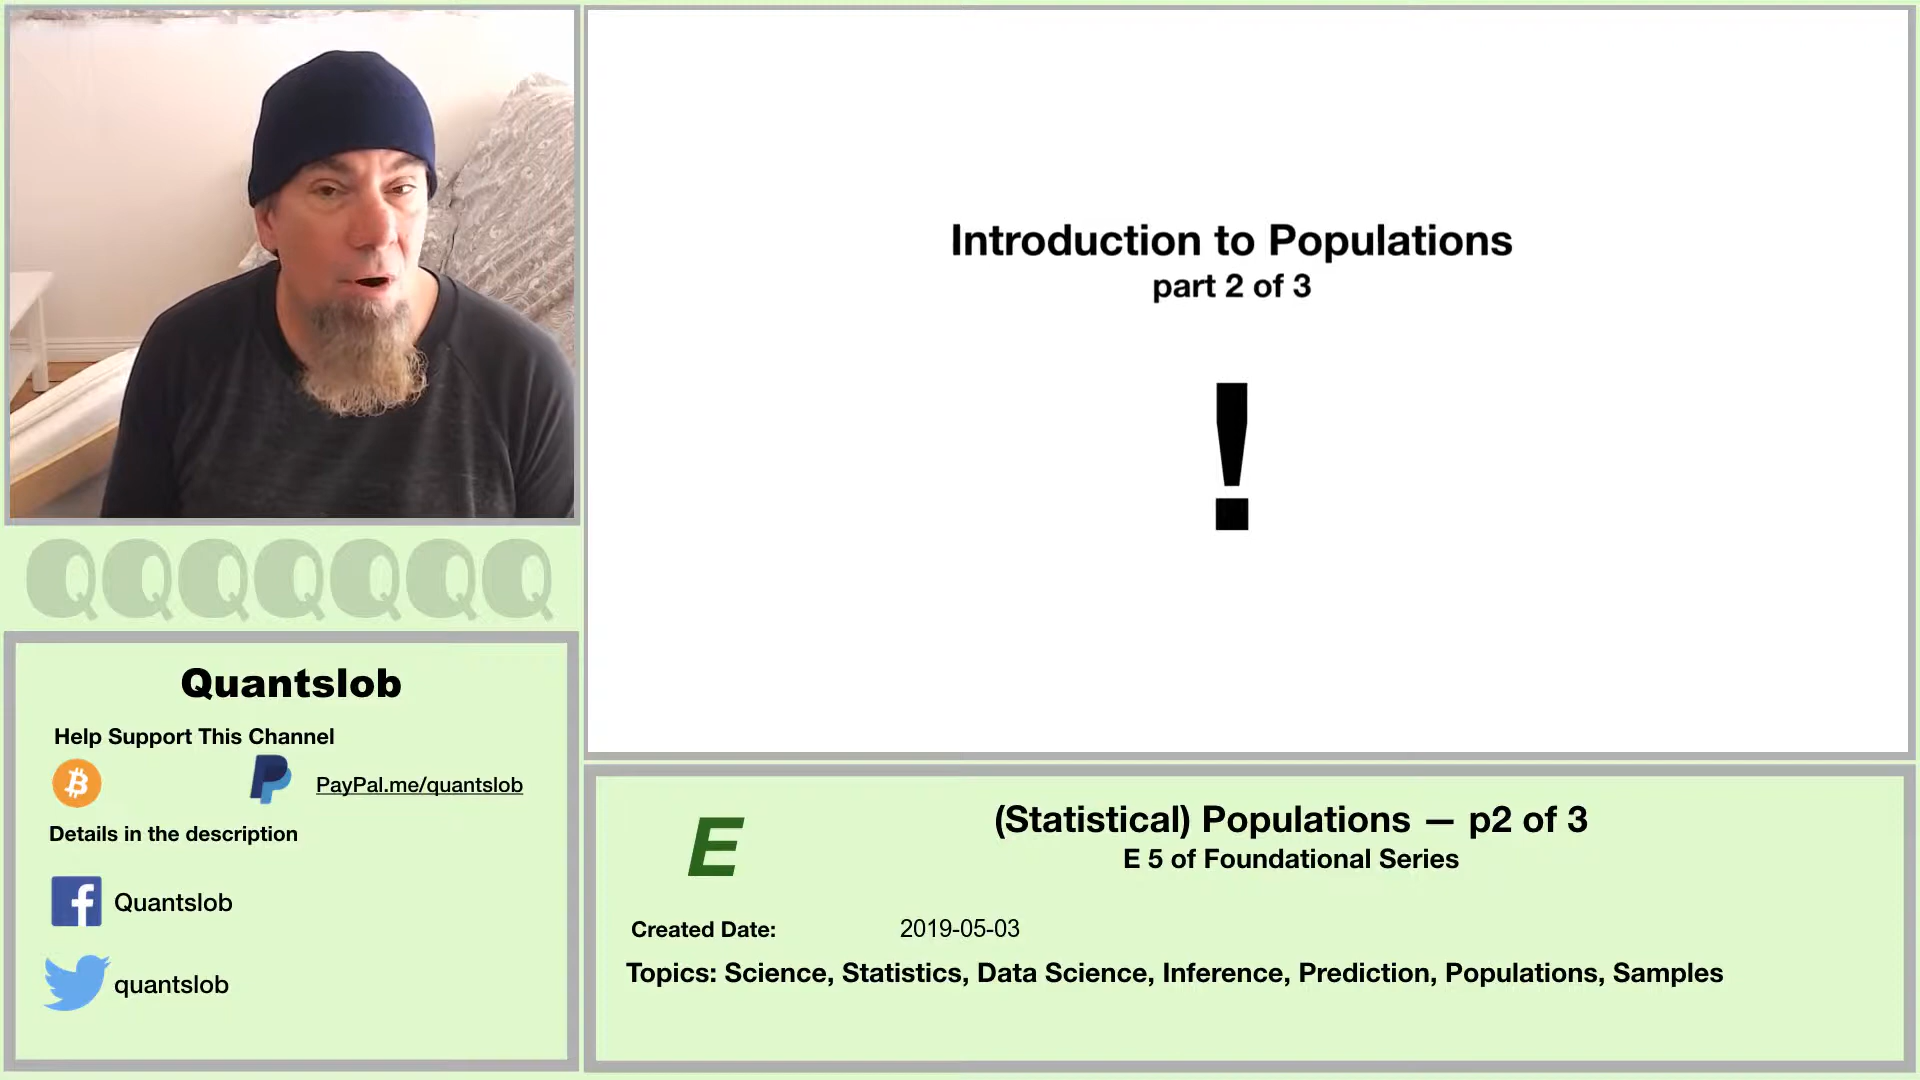 Introduction to Populations
part 2 of 3
!
QQQQQQQ
Quantslob
Help Support This Channel
PayPal.me/quantslob
Details in the description
Quantslob
quantslob
E
(Statistical) Populations — p2 of 3
E 5 of Foundational Series
Created Date: 2019-05-03
Topics: Science, Statistics, Data Science, Inference, Prediction, Populations, Samples